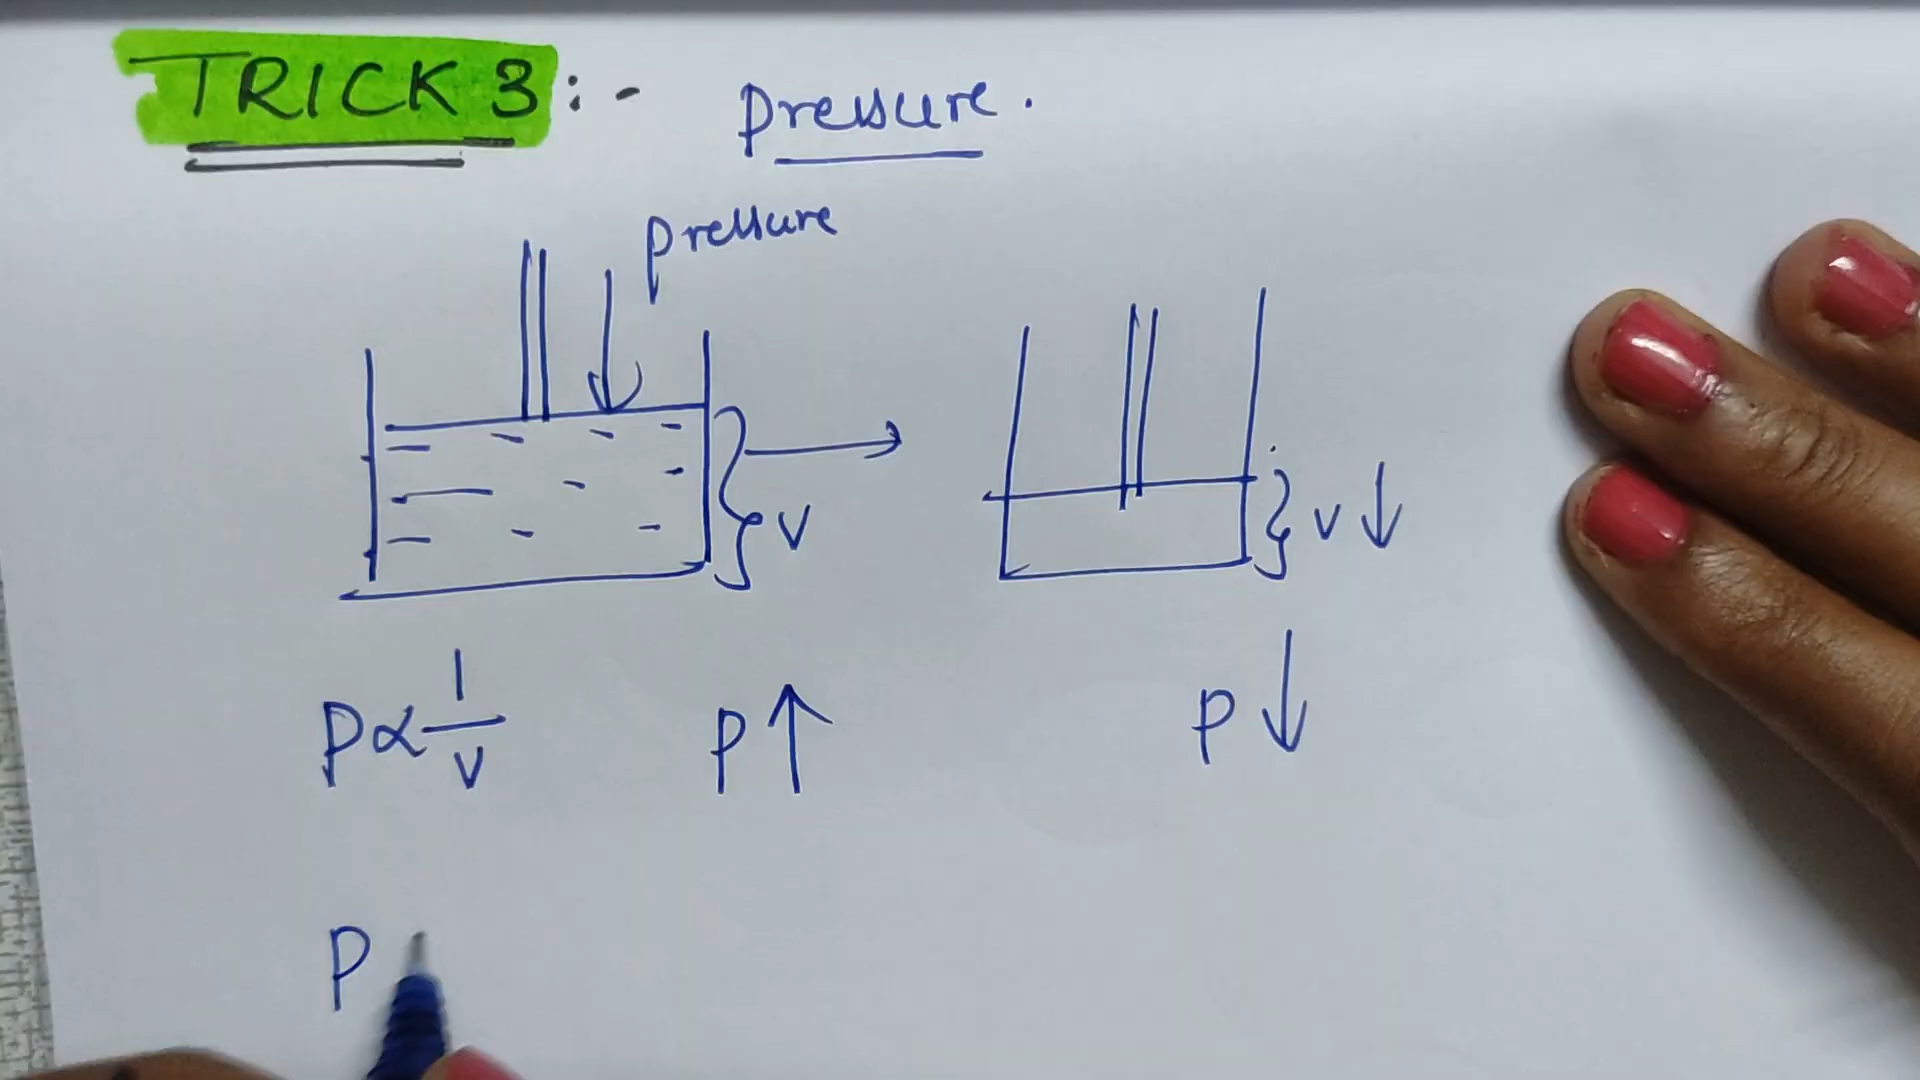 TRICK 3:- Pressure.
Pressure
V
V ↓
P ∝ 1/V P ↑ P ↓
P